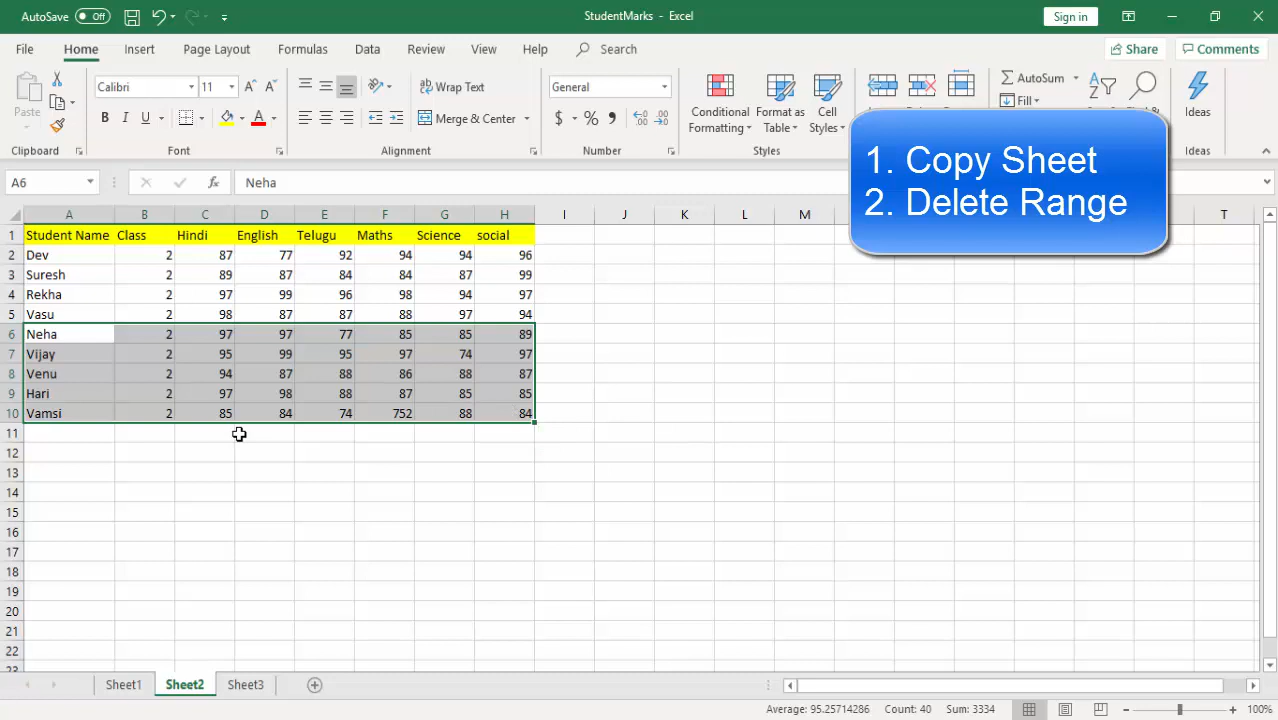 AutoSave Off StudentMarks - Excel Sign in
File Home Insert Page Layout Formulas Data Review View Help Search Share Comments
Paste Calibri 11 A A Wrap Text General Conditional Formatting Format as Table Cell Styles AutoSum Ideas
B I U A Merge & Center $ % Fill
Clipboard Font Alignment Number Styles Ideas
1. Copy Sheet
2. Delete Range
A6 fx Neha
A B C D E F G H I J K L M T
1 Student Name Class Hindi English Telugu Maths Science social
2 Dev 2 87 77 92 94 94 96
3 Suresh 2 89 87 84 84 87 99
4 Rekha 2 97 99 96 98 94 97
5 Vasu 2 98 87 87 88 97 94
6 Neha 2 97 97 77 85 85 89
7 Vijay 2 95 99 95 97 74 97
8 Venu 2 94 87 88 86 88 87
9 Hari 2 97 98 88 87 85 85
10 Vamsi 2 85 84 74 752 88 84
11
12
13
14
15
16
17
18
19
20
21
22
23
Sheet1 Sheet2 Sheet3
Average: 95.25714286 Count: 40 Sum: 3334 100%